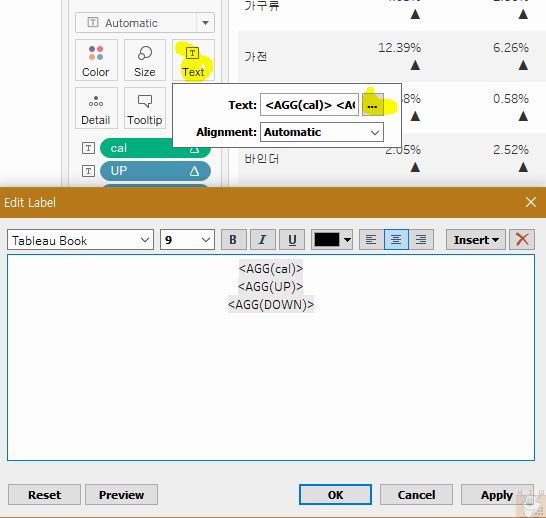 Automatic
가구류
▲ ▲
Color Size Text
가전 12.39% 6.26%
▲ ▲
Text: <AGG(cal)> <AG ... 8% 0.58%
▲
Detail Tooltip
Alignment: Automatic
cal
바인더 2.05% 2.52%
▲ ▲
UP
Edit Label
Tableau Book 9 B I U Insert
<AGG(cal)>
<AGG(UP)>
<AGG(DOWN)>
Reset Preview OK Cancel Apply